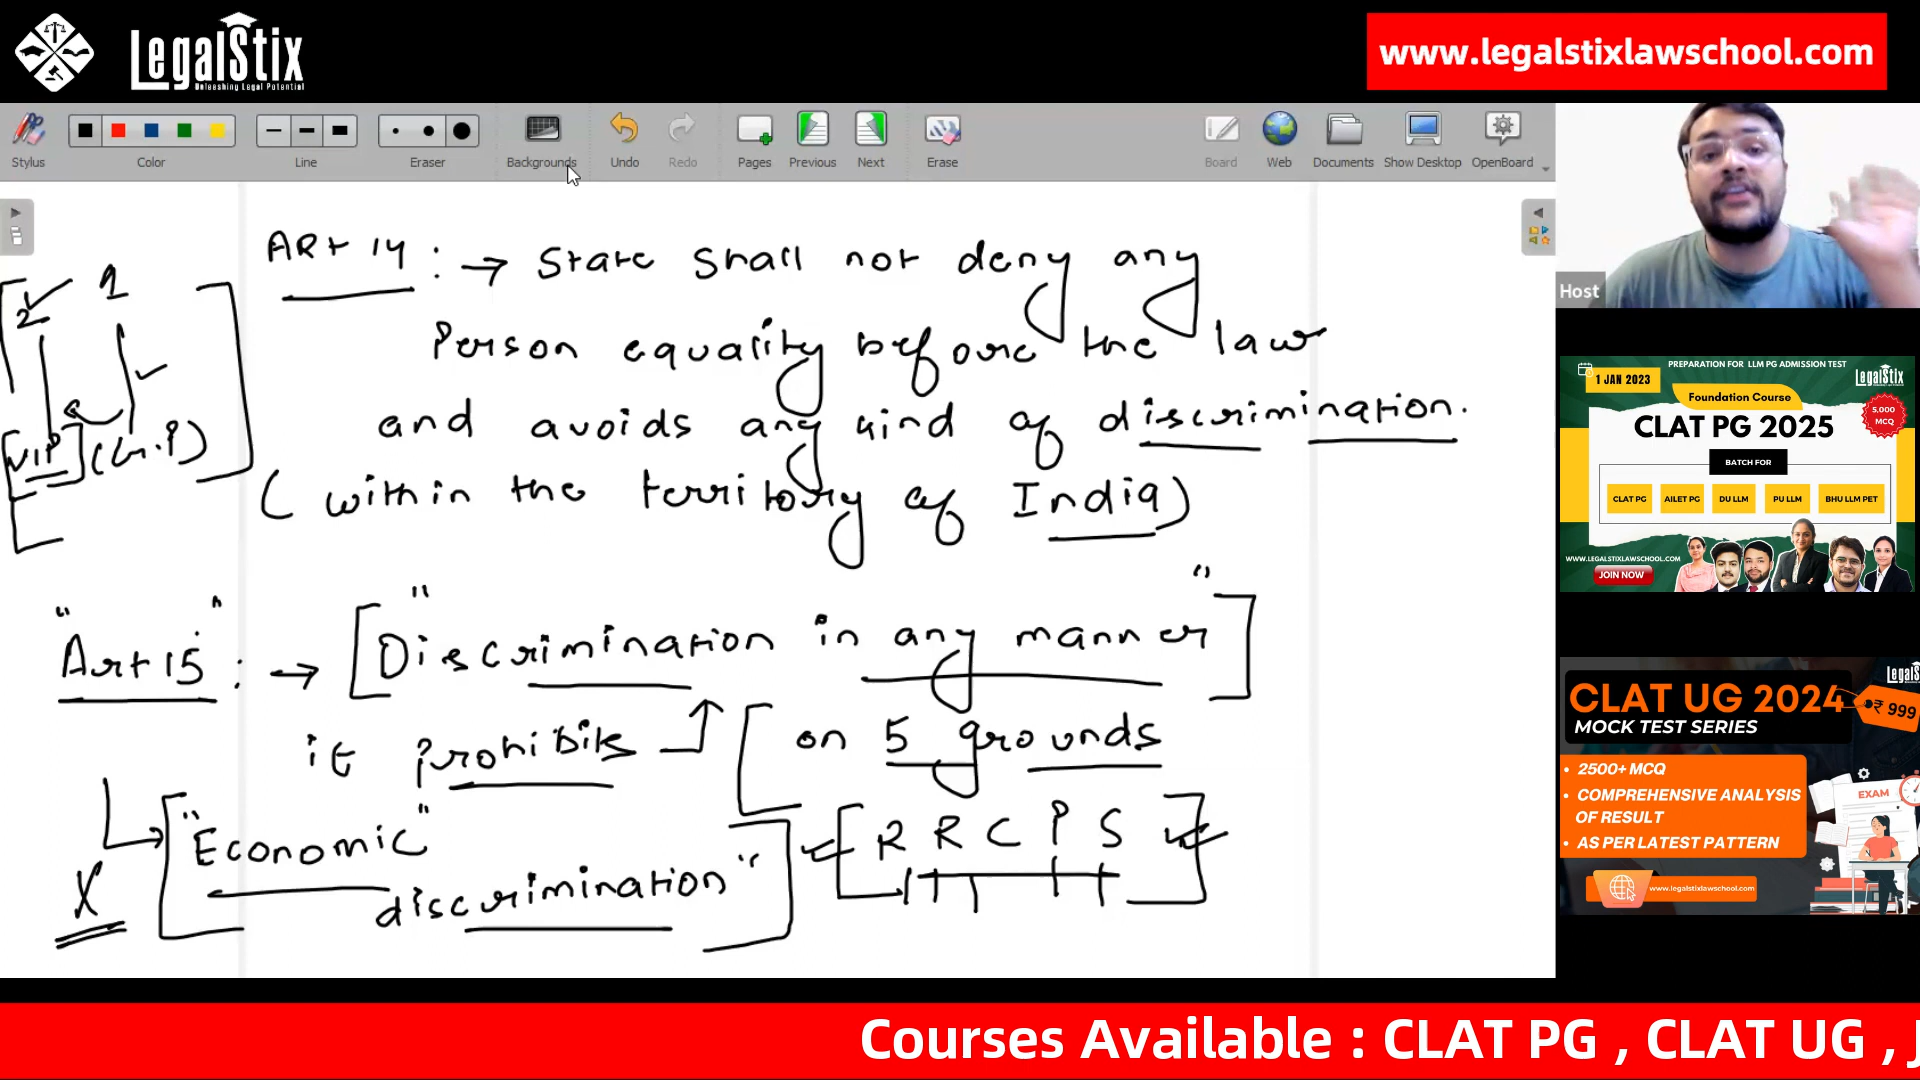 LegalStix
Unleashing Legal Potential
www.legalstixlawschool.com
Stylus Color Line Eraser Backgrounds Undo Redo Pages Previous Next Erase Board Web Documents Show Desktop OpenBoard
Host
ARt 14 : → State Shall not deny any
Person equality before the law
and avoids any kind of discrimination.
(within the territory of India)
2 1
[VIP] (Gn.P)
"Art 15" : → ["Discrimination in any manner"]
it prohibits
on 5 grounds
"Economic"
discrimination"
R R C P S
X
1 JAN 2023
PREPARATION FOR LLM PG ADMISSION TEST
LegalStix
Foundation Course
CLAT PG 2025
5,000
MCQ
BATCH FOR
CLAT PG AILET PG DU LLM PU LLM BHU LLM PET
WWW.LEGALSTIXLAWSCHOOL.COM
JOIN NOW
LegalS
CLAT UG 2024
₹ 999
MOCK TEST SERIES
• 2500+ MCQ
• COMPREHENSIVE ANALYSIS
OF RESULT
• AS PER LATEST PATTERN
EXAM
www.legalstixlawschool.com
Courses Available : CLAT PG , CLAT UG , J